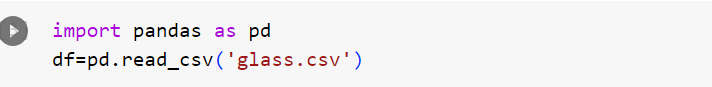 import pandas as pd
df=pd.read_csv('glass.csv')